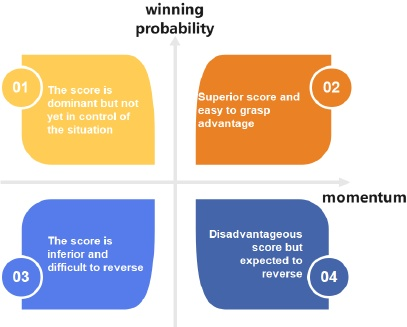 winning
probability
01
The score is
dominant but not
yet in control of
the situation
Superior score and
easy to grasp
advantage
02
momentum
03
The score is
inferior and
difficult to reverse
Disadvantageous
score but
expected to
reverse
04